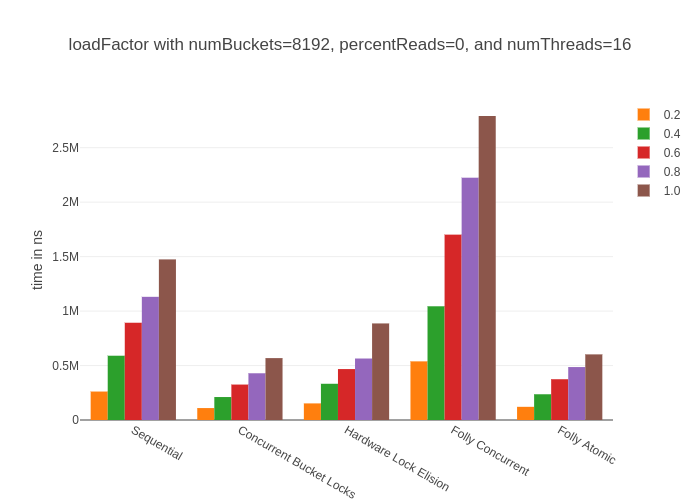 loadFactor with numBuckets=8192, percentReads=0, and numThreads=16
0.2
0.4
0.6
0.8
1.0
2.5M
2M
1.5M
1M
0.5M
0
time in ns
Sequential
Concurrent Bucket Locks
Hardware Lock Elision
Folly Concurrent
Folly Atomic